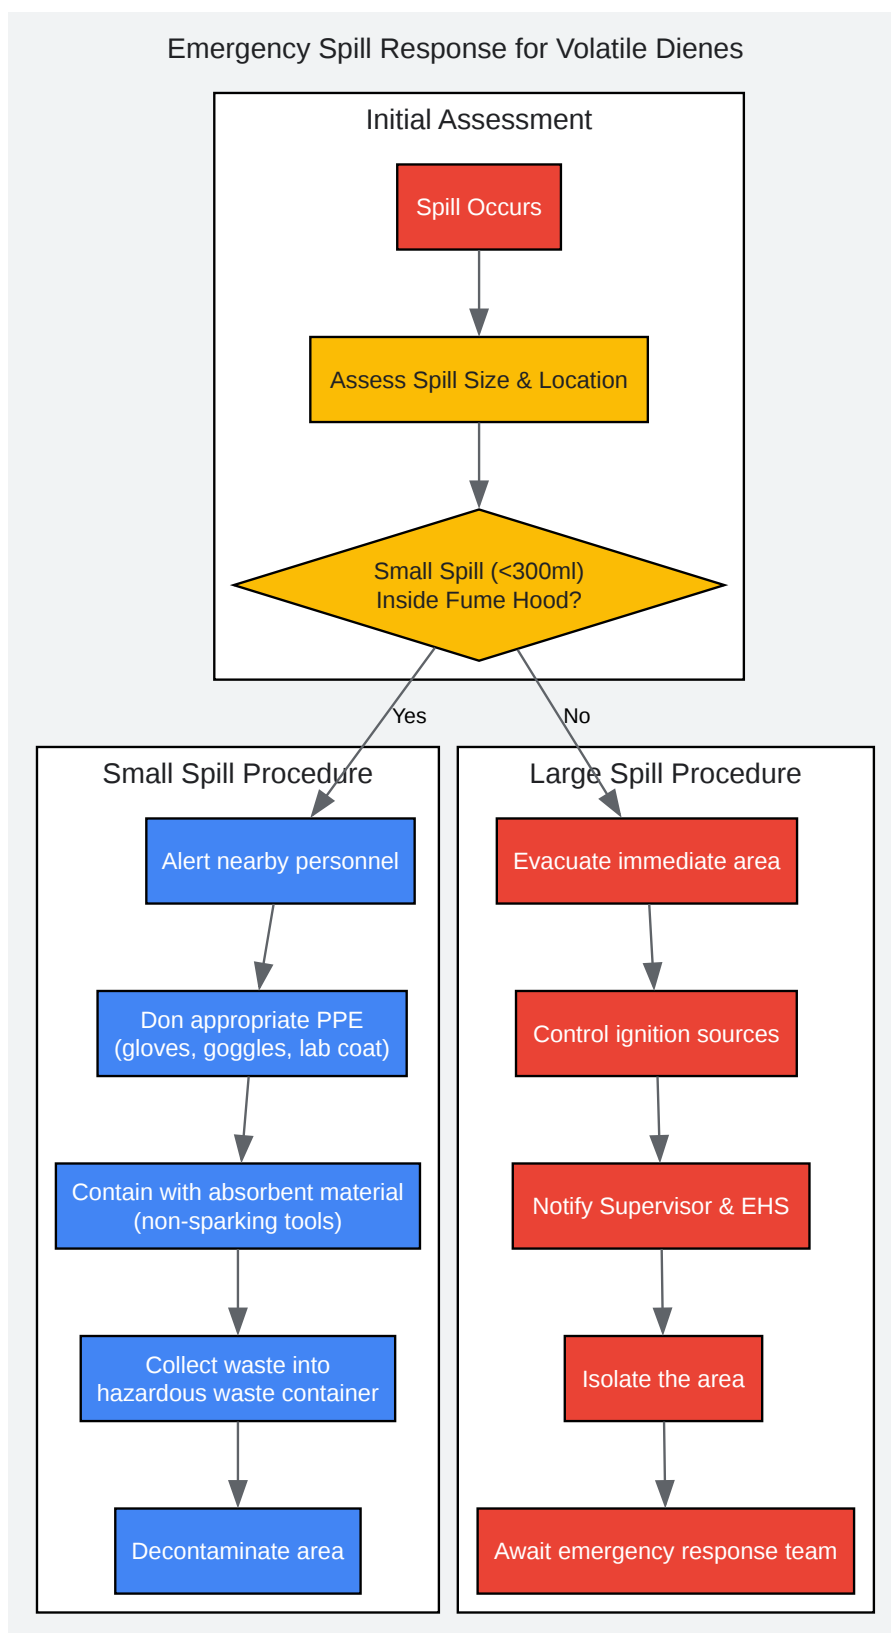 Emergency Spill Response for Volatile Dienes
Initial Assessment
Spill Occurs
Assess Spill Size & Location
Small Spill (<300ml)
Inside Fume Hood?
Yes
No
Small Spill Procedure
Alert nearby personnel
Don appropriate PPE
(gloves, goggles, lab coat)
Contain with absorbent material
(non-sparking tools)
Collect waste into
hazardous waste container
Decontaminate area
Large Spill Procedure
Evacuate immediate area
Control ignition sources
Notify Supervisor & EHS
Isolate the area
Await emergency response team